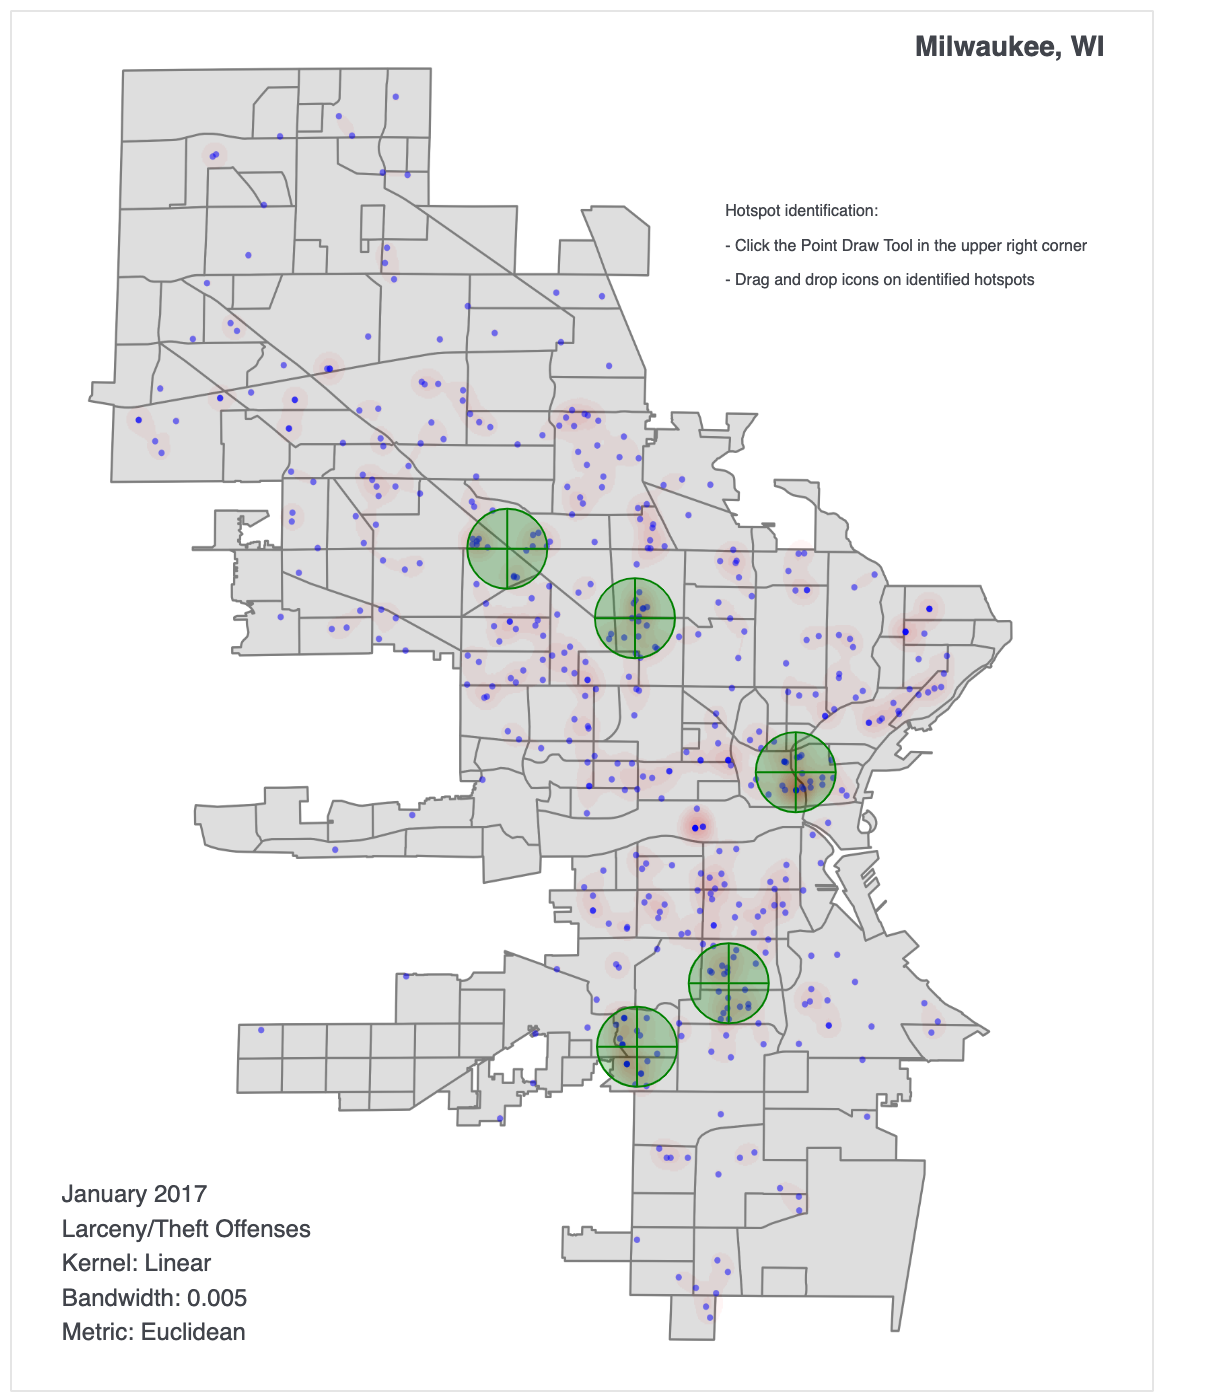 Milwaukee, WI
Hotspot identification:
- Click the Point Draw Tool in the upper right corner
- Drag and drop icons on identified hotspots
January 2017
Larceny/Theft Offenses
Kernel: Linear
Bandwidth: 0.005
Metric: Euclidean